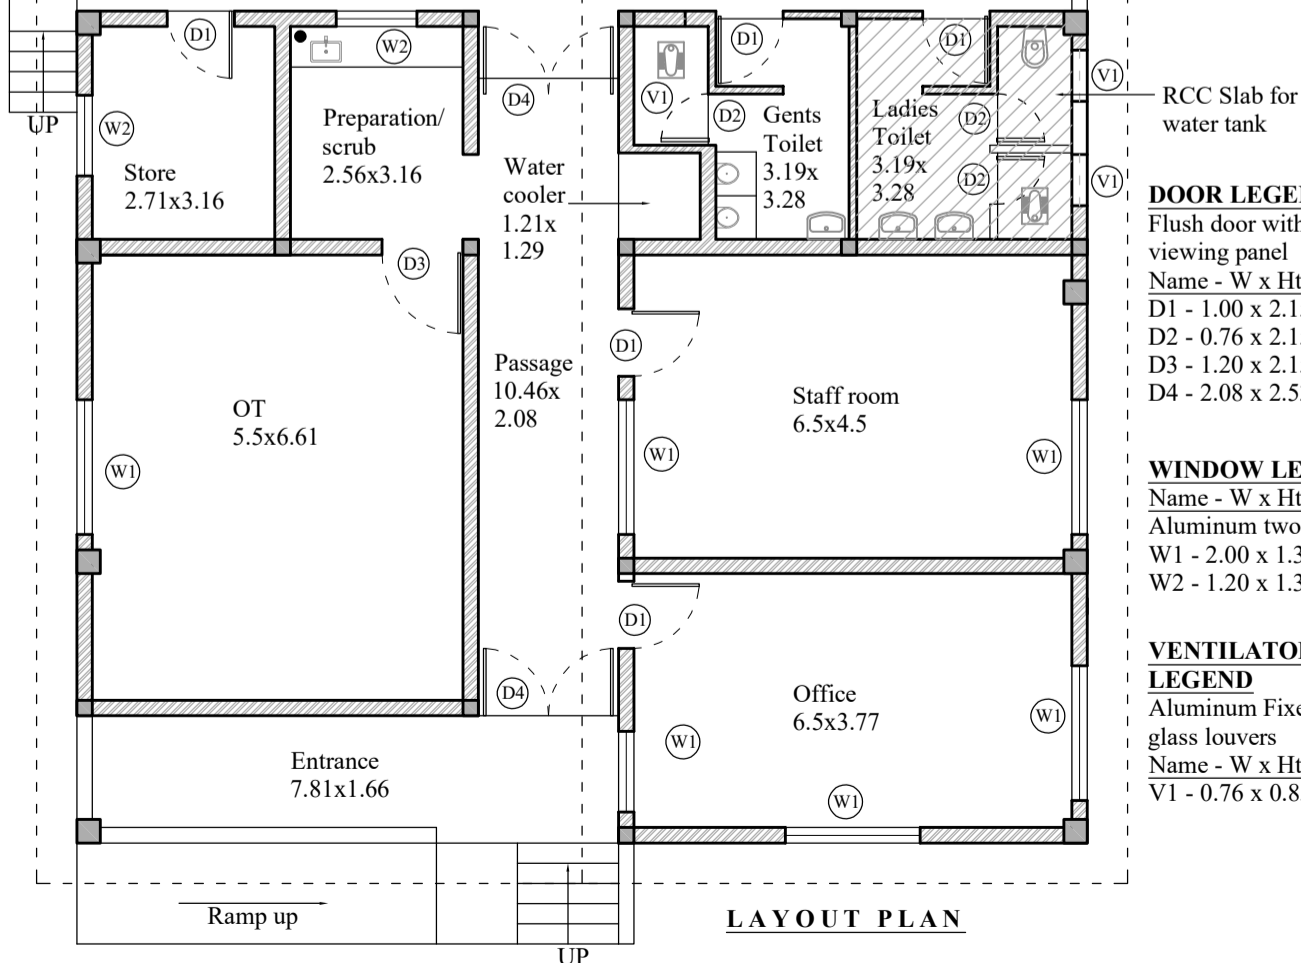 D1
W2
UP
W2
Store
2.71x3.16
Preparation/
scrub
2.56x3.16
D4
Water
cooler
1.21x
1.29
V1
D1
D2
Gents
Toilet
3.19x
3.28
D1
Ladies
Toilet
3.19x
3.28
D2
D2
V1
V1
RCC Slab for
water tank
D3
OT
5.5x6.61
W1
Passage
10.46x
2.08
D1
Staff room
6.5x4.5
W1
W1
D1
D4
Office
6.5x3.77
W1
W1
W1
Entrance
7.81x1.66
Ramp up
UP
LAYOUT PLAN
DOOR LEGE
Flush door with
viewing panel
Name - W x Ht
D1 - 1.00 x 2.1
D2 - 0.76 x 2.1
D3 - 1.20 x 2.1
D4 - 2.08 x 2.5
WINDOW LE
Name - W x Ht
Aluminum two
W1 - 2.00 x 1.3
W2 - 1.20 x 1.3
VENTILATO
LEGEND
Aluminum Fixe
glass louvers
Name - W x Ht
V1 - 0.76 x 0.8